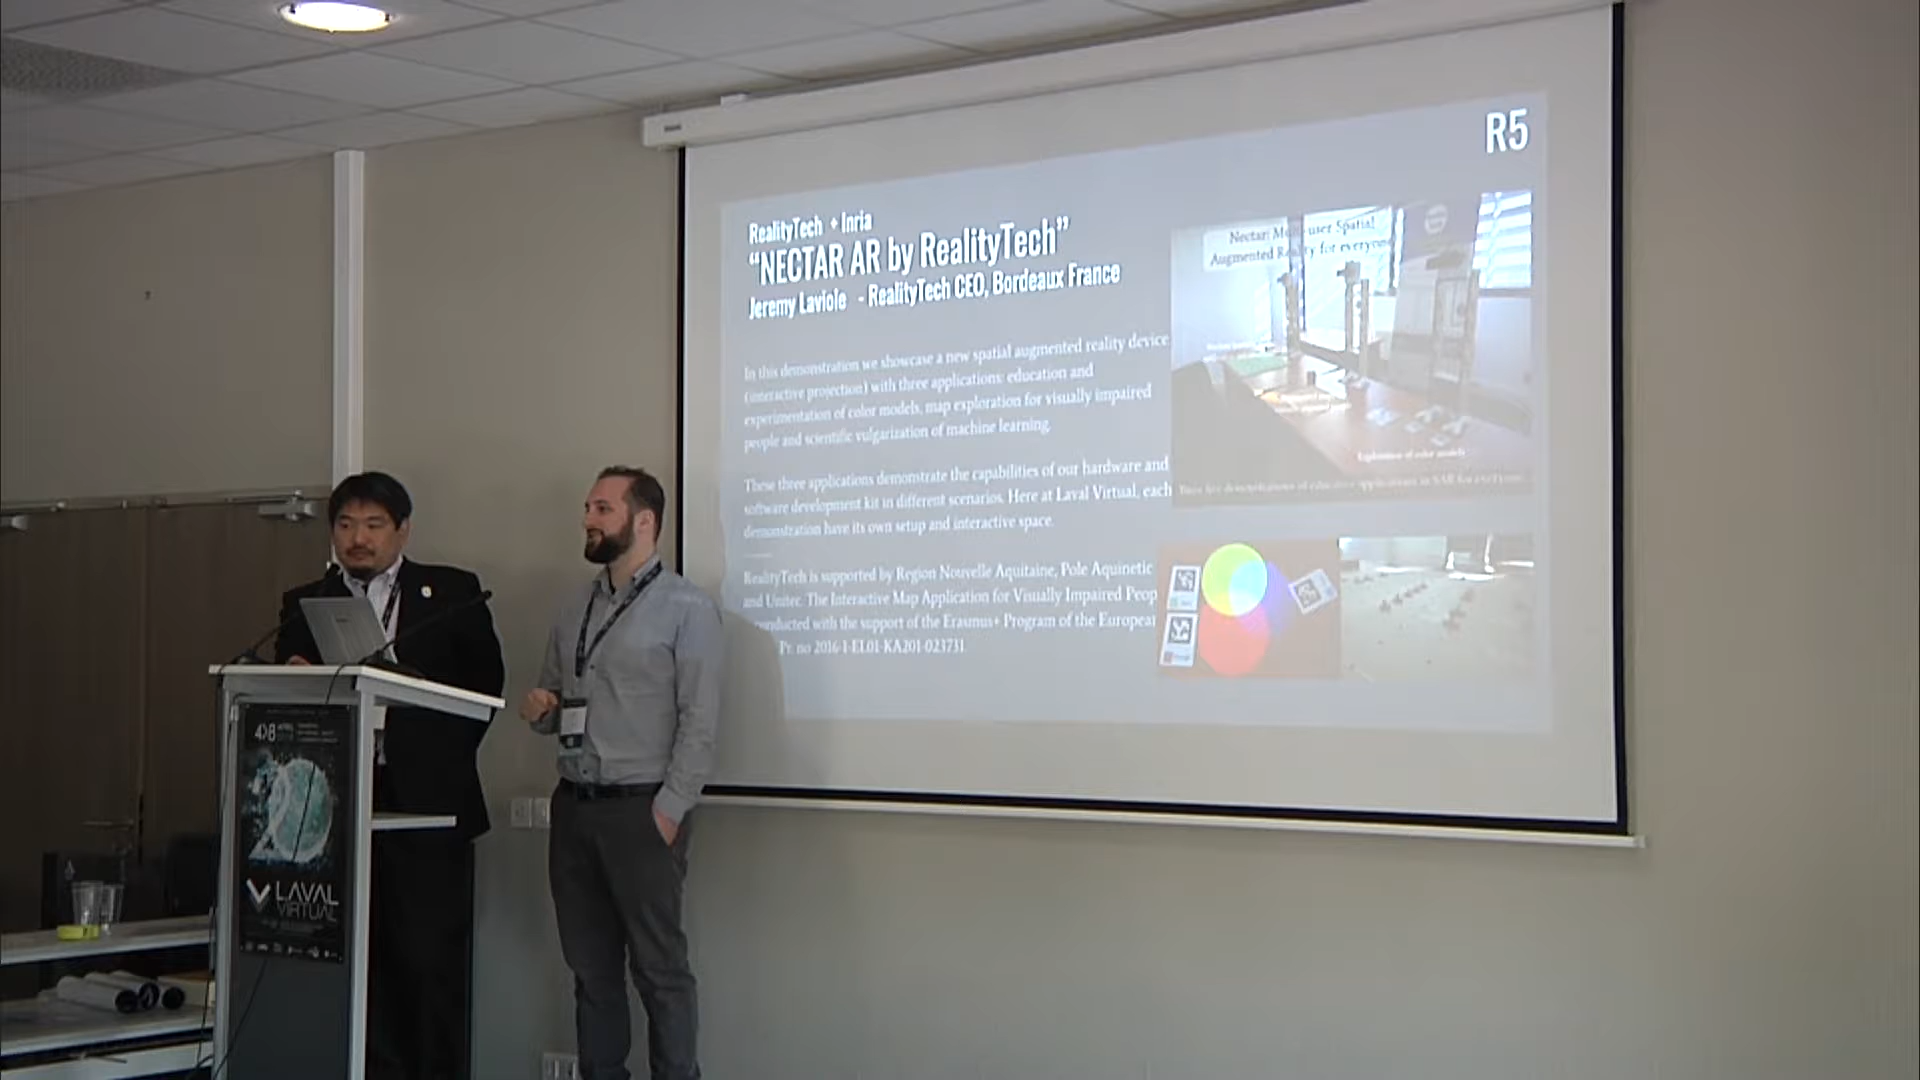 R5
RealityTech + Inria
“NECTAR AR by RealityTech”
Jeremy Laviole - RealityTech CEO, Bordeaux France
In this demonstration we showcase a new spatial augmented reality device
(interactive projection) with three applications: education and
experimentation of color models, map exploration for visually impaired
people and scientific vulgarization of machine learning.
These three applications demonstrate the capabilities of our hardware and
software development kit in different scenarios. Here at Laval Virtual, each
demonstration have its own setup and interactive space.
RealityTech is supported by Region Nouvelle Aquitaine, Pole Aquinetic
and Unitec. The Interactive Map Application for Visually Impaired Peop
conducted with the support of the Erasmus+ Program of the Europea
Pr. no 2016-1-EL01-KA201-023731
Nectar: Multi-user Spatial
Augmented Reality for everyone
Exploration of color models
LAVAL
VIRTUAL